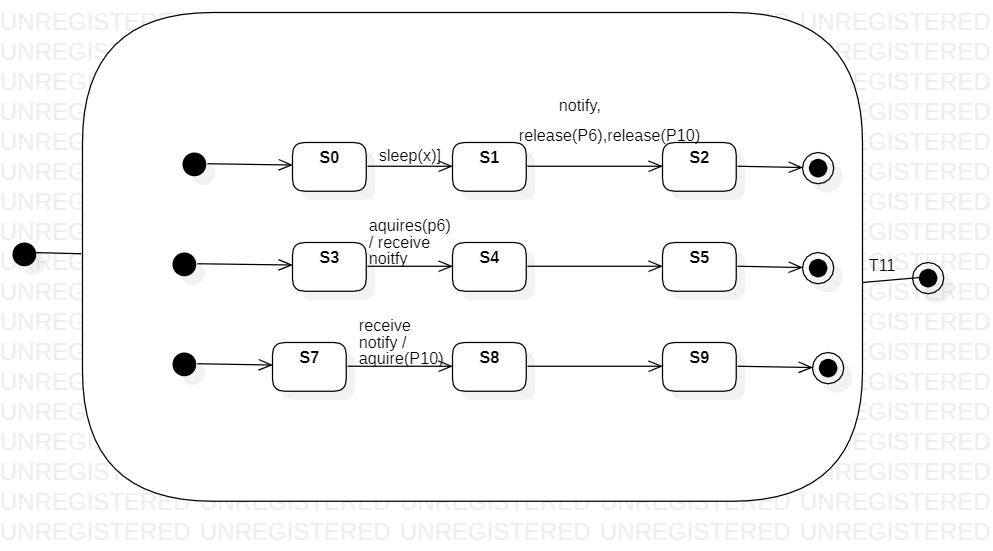 notify,
release(P6),release(P10)
S0
sleep(x)]
S1
S2
aquires(p6)
/ receive
noitfy
S3
S4
S5
T11
receive
notify /
aquire(P10)
S7
S8
S9
UNREGISTERED UNREGISTERED UNREGISTERED UNREGISTERED UNREGISTERED